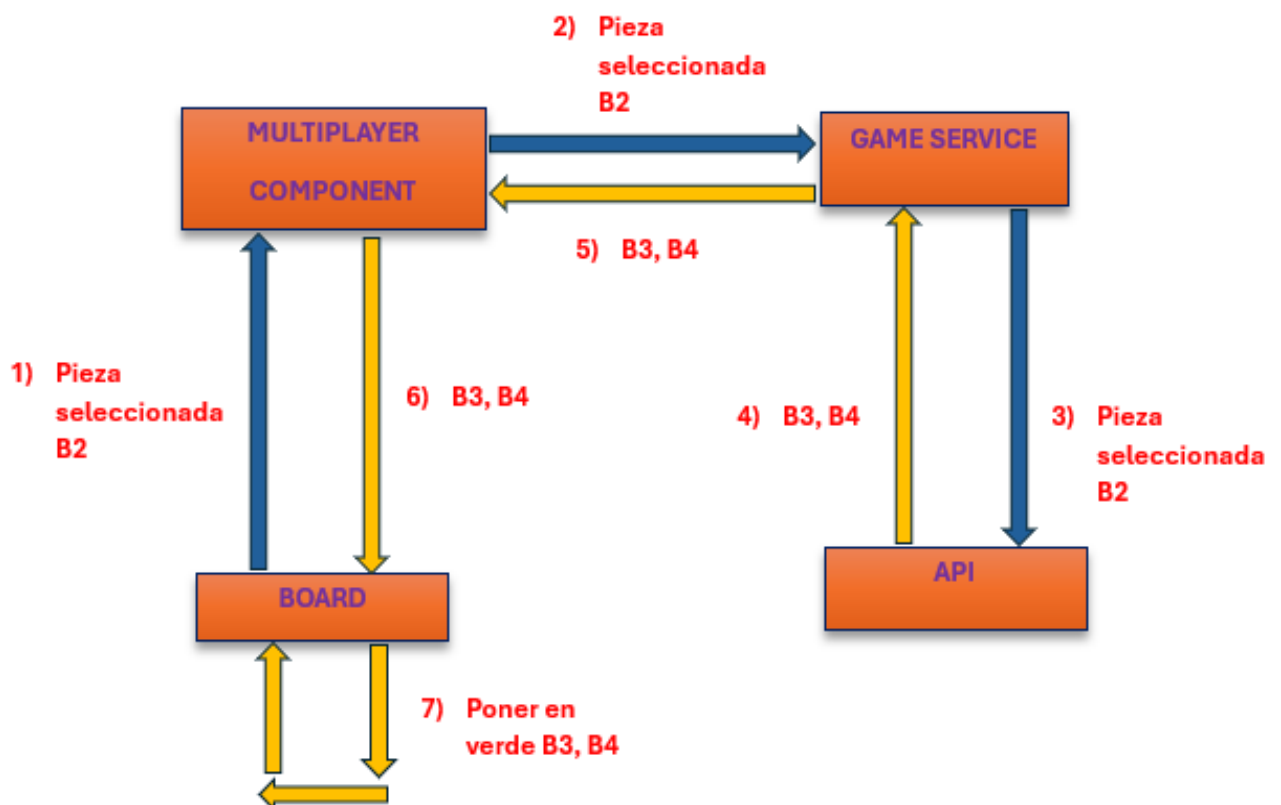 2) Pieza
seleccionada
B2
MULTIPLAYER
COMPONENT
GAME SERVICE
5) B3, B4
1) Pieza
seleccionada
B2
6) B3, B4
4) B3, B4
3) Pieza
seleccionada
B2
BOARD
API
7) Poner en
verde B3, B4